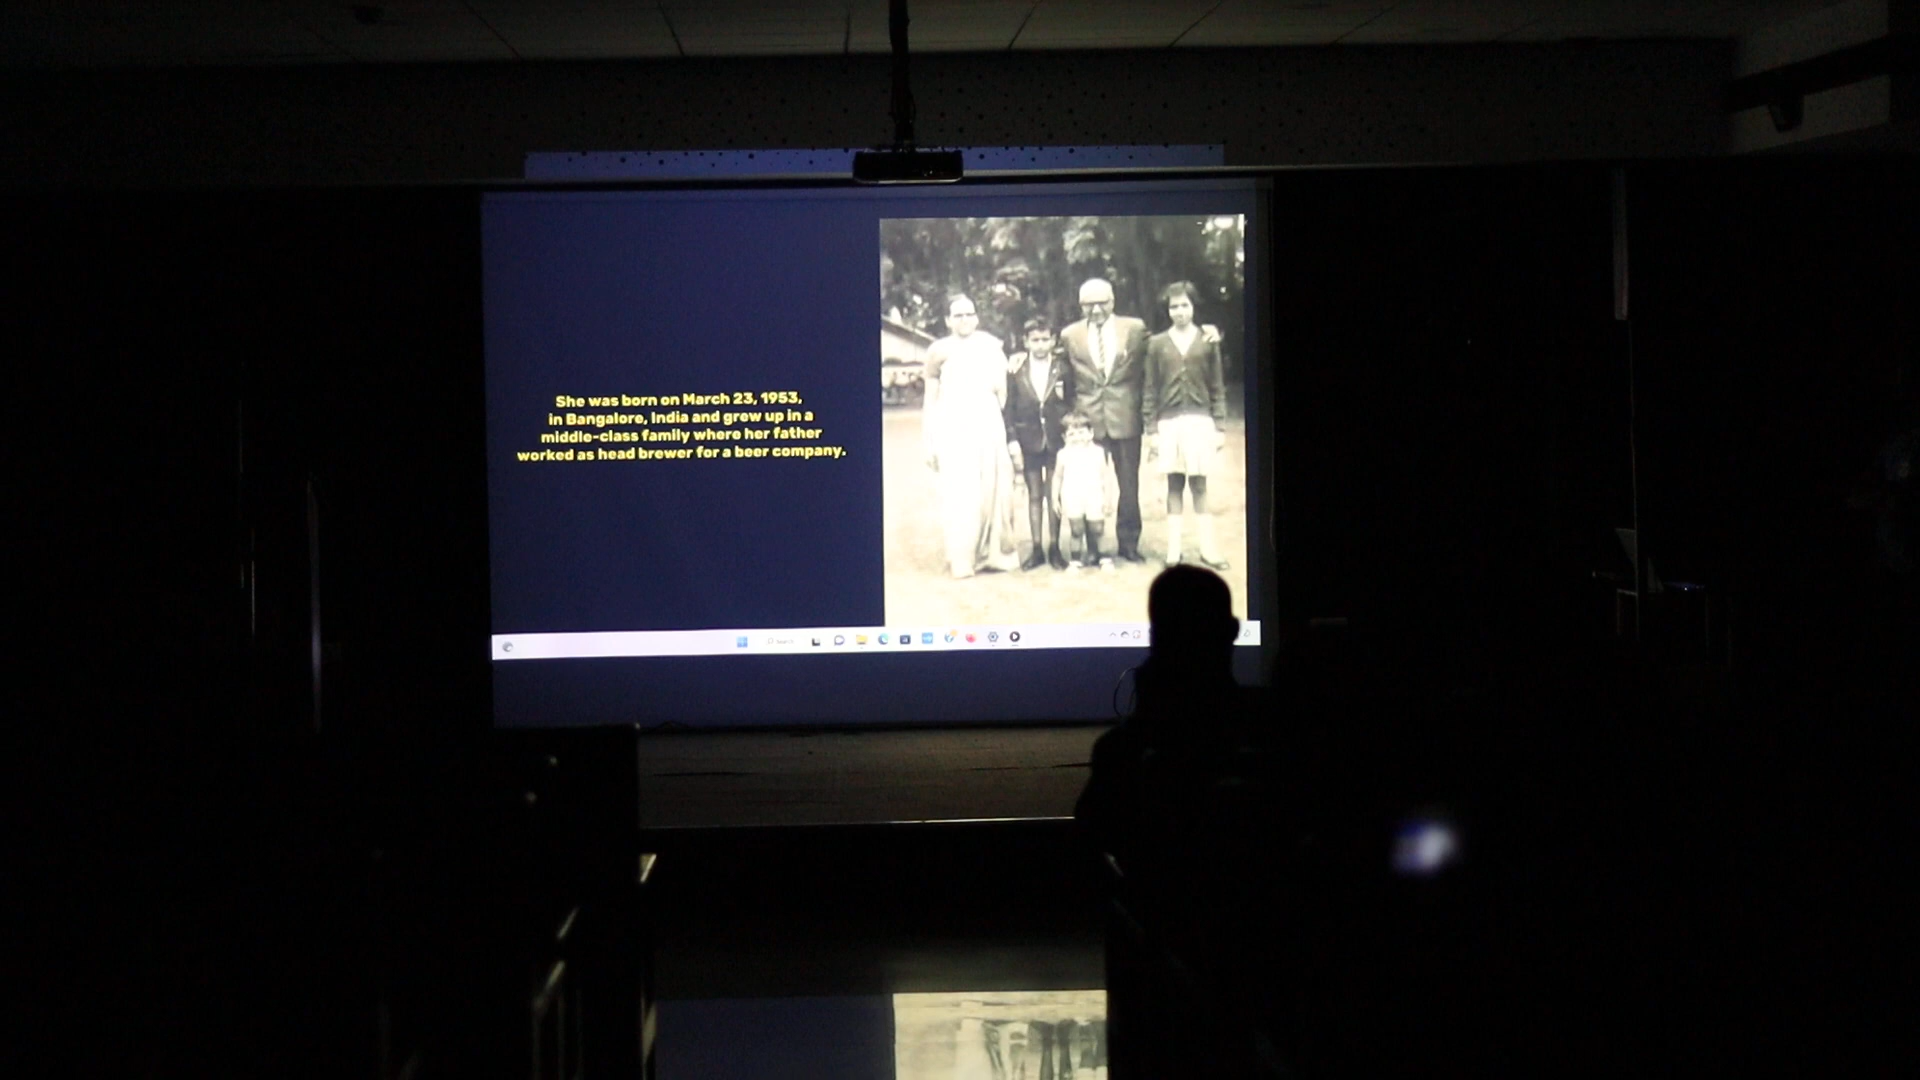 She was born on March 23, 1953,
in Bangalore, India and grew up in a
middle-class family where her father
worked as head brewer for a beer company.
Search